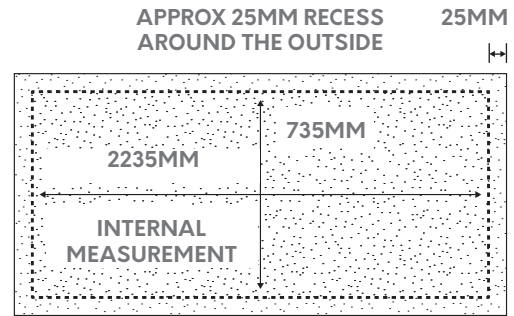 APPROX 25MM RECESS
AROUND THE OUTSIDE
25MM
735MM
2235MM
INTERNAL
MEASUREMENT